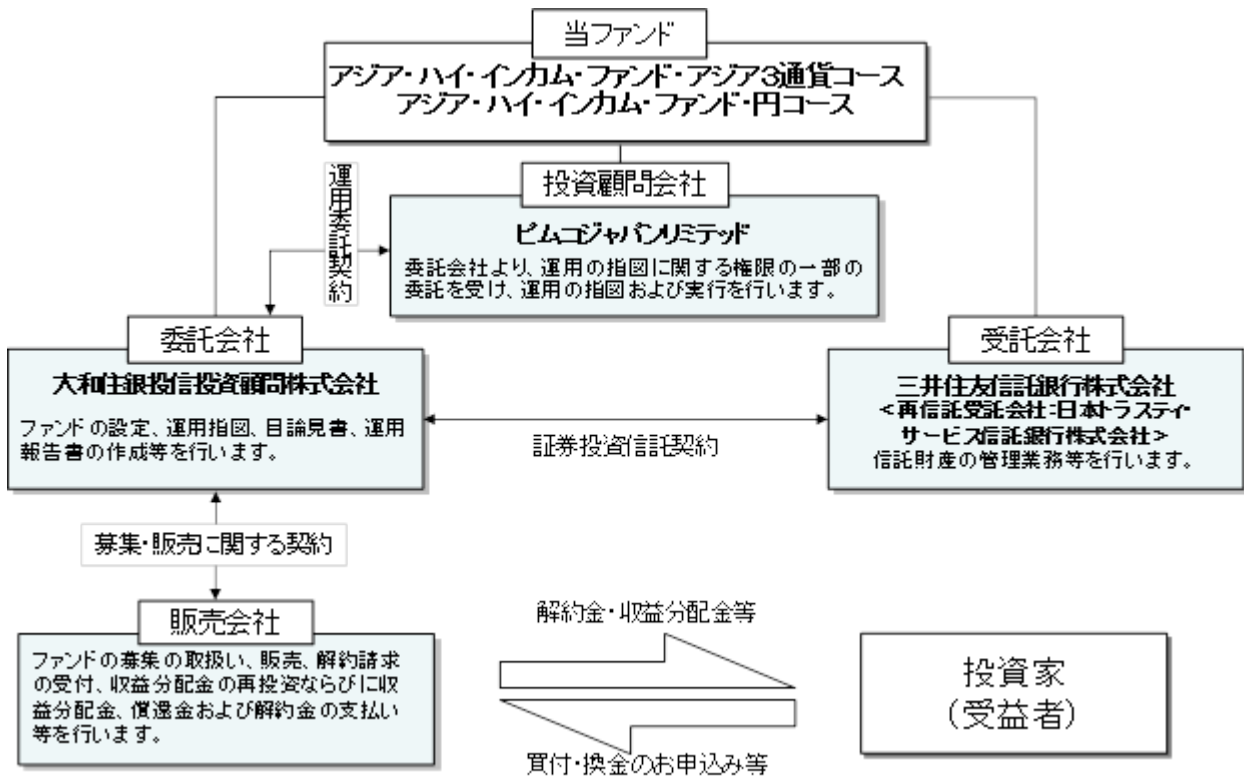 当ファンド
アジア・ハイ・インカム・ファンド・アジア3通貨コース
アジア・ハイ・インカム・ファンド・円コース
運用委託契約
投資顧問会社
ピムコジャパンリミテッド
委託会社より、運用の指図に関する権限の一部の
委託を受け、運用の指図および実行を行います。
委託会社
大和住銀投信投資顧問株式会社
ファンドの設定、運用指図、目論見書、運用
報告書の作成等を行います。
証券投資信託契約
受託会社
三井住友信託銀行株式会社
<再信託受託会社:日本トラスティ・
サービス信託銀行株式会社>
信託財産の管理業務等を行います。
募集・販売に関する契約
販売会社
ファンドの募集の取扱い、販売、解約請求
の受付、収益分配金の再投資ならびに収
益分配金、償還金および解約金の支払い
等を行います。
解約金・収益分配金等
買付・換金のお申込み等
投資家
(受益者)